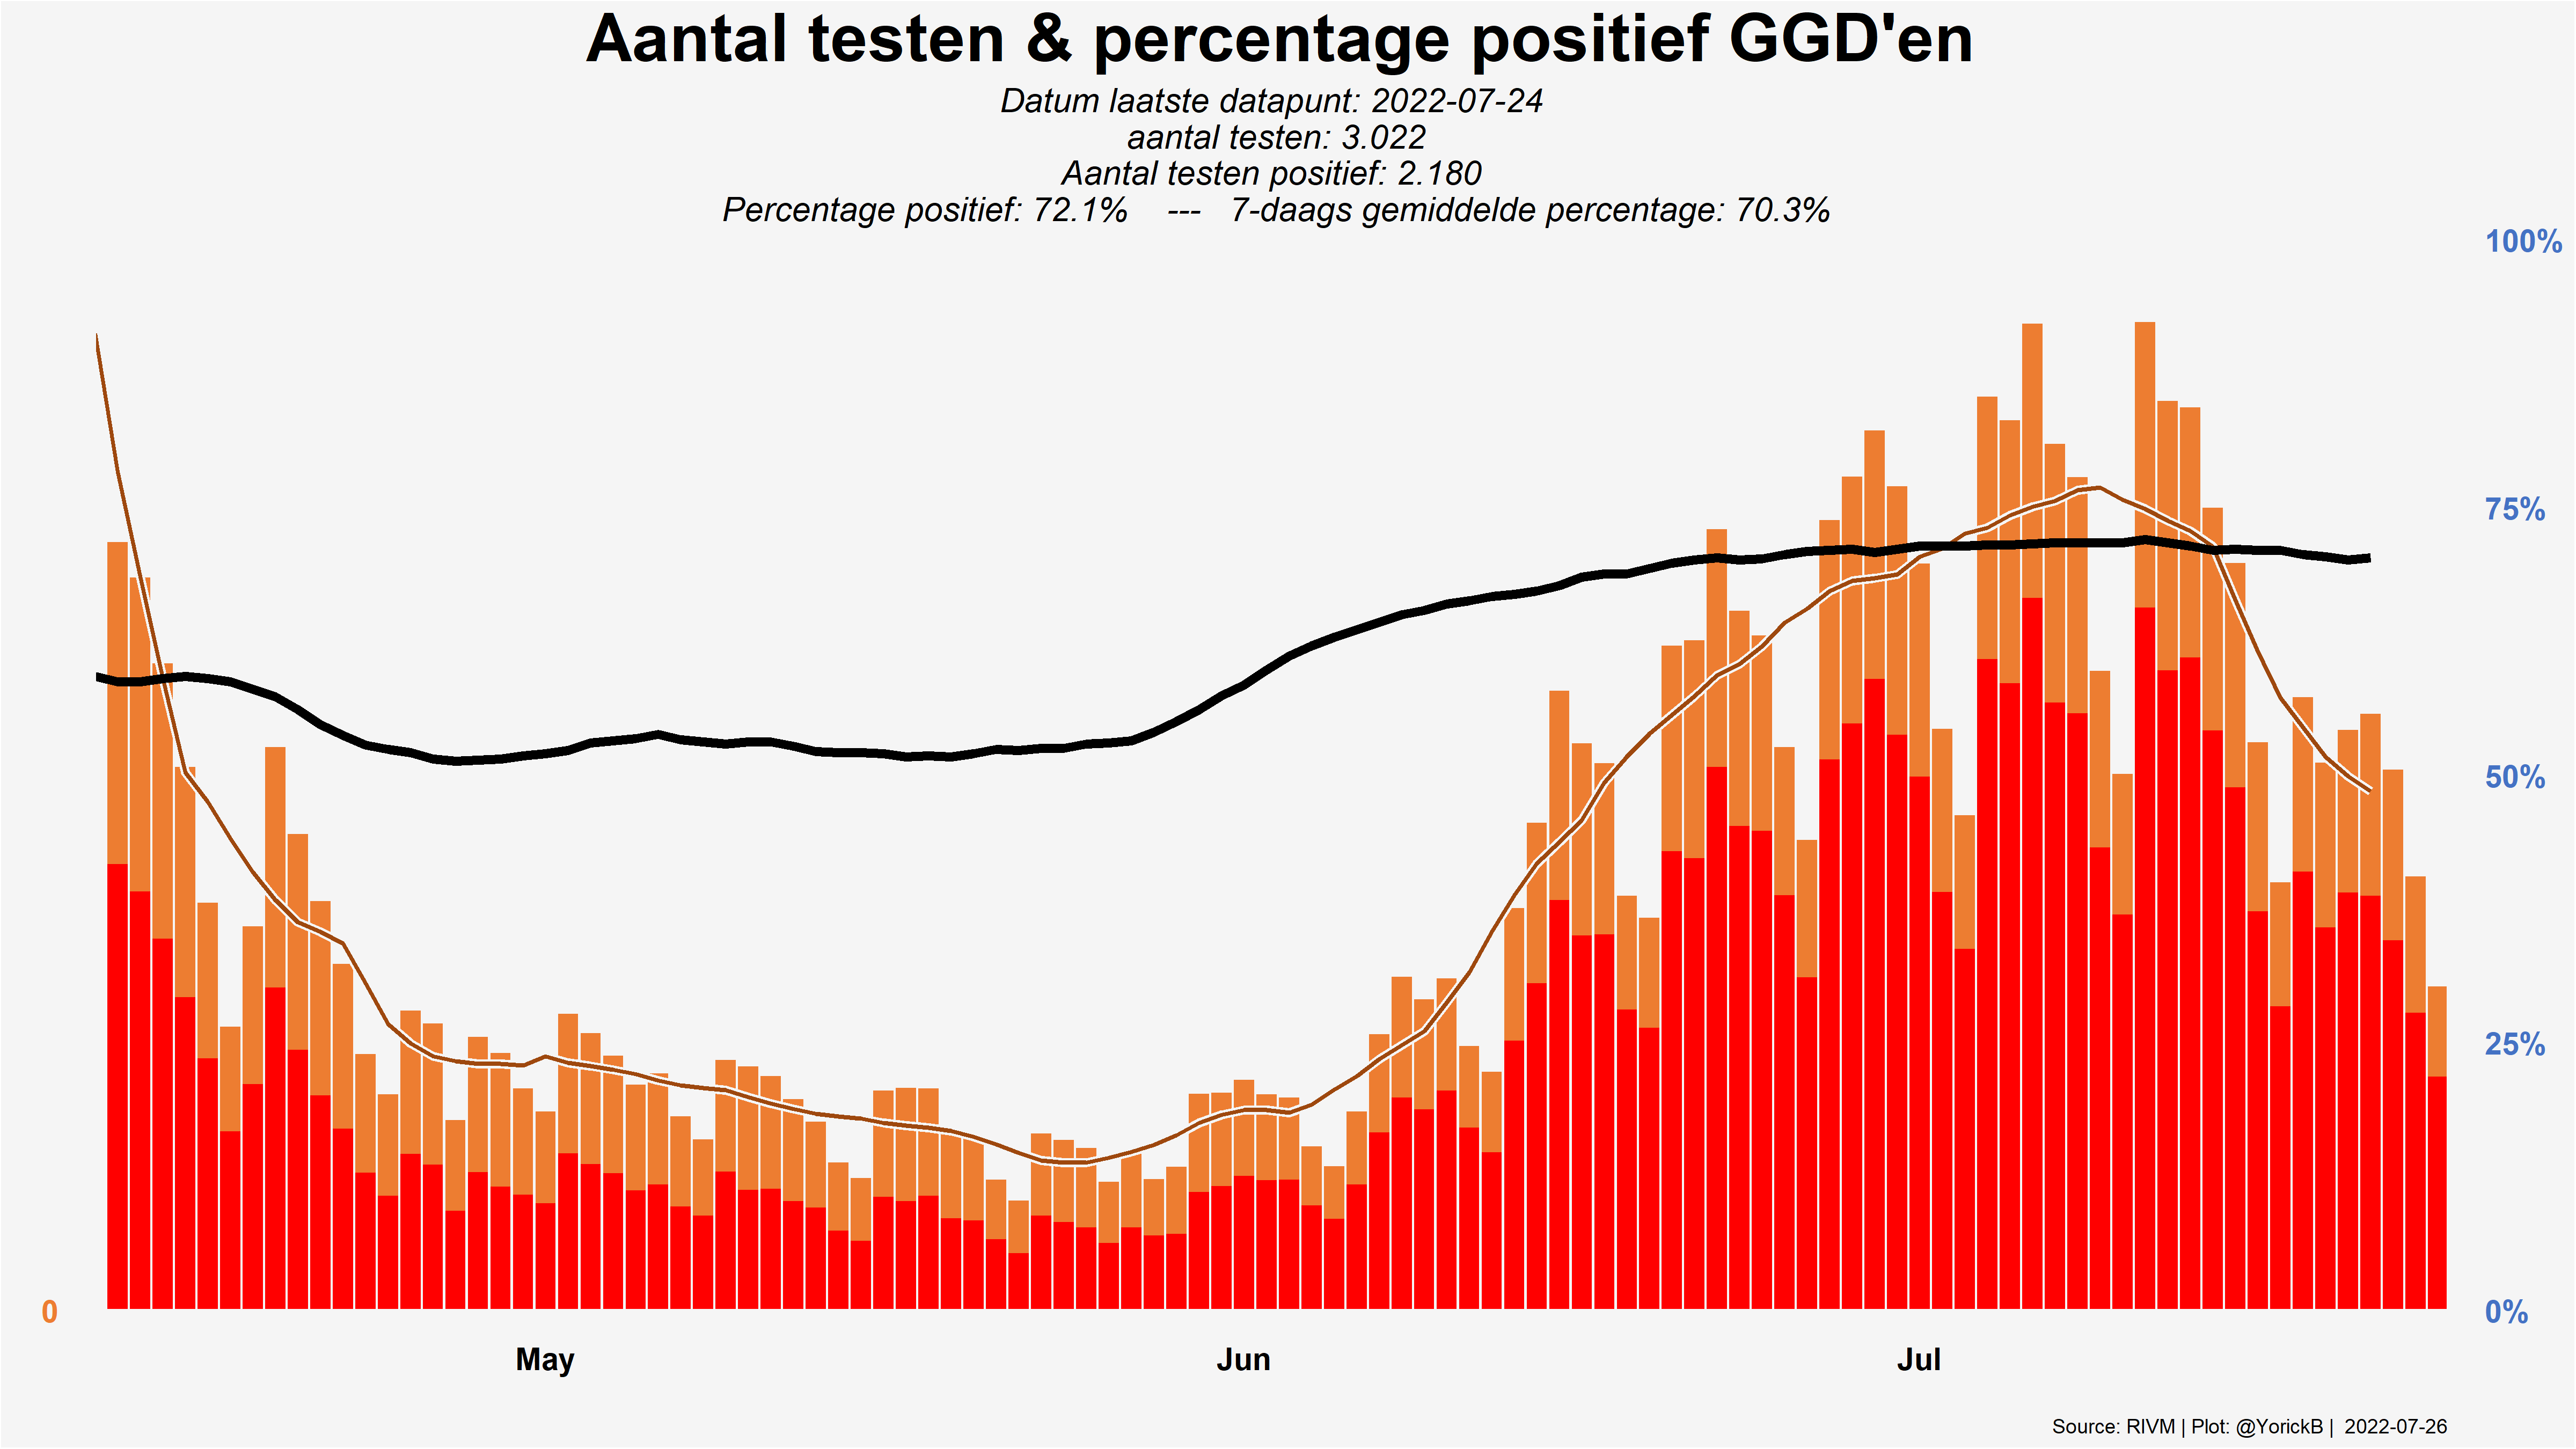 Aantal testen & percentage positief GGD'en
Datum laatste datapunt: 2022-07-24
aantal testen: 3.022
Aantal testen positief: 2.180
Percentage positief: 72.1% --- 7-daags gemiddelde percentage: 70.3%
100%
75%
50%
25%
0 0%
May Jun Jul
Source: RIVM | Plot: @YorickB | 2022-07-26